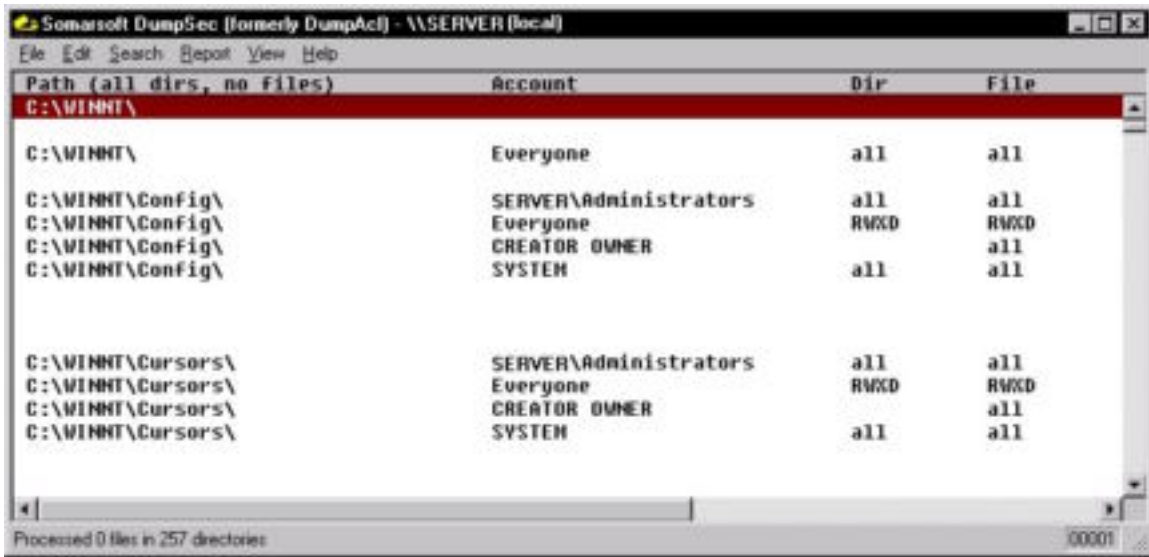 Somarsoft DumpSec (formerly DumpAcl) - \\SERVER (local)
File Edit Search Report View Help
Path (all dirs, no files) Account Dir File
C:\WINNT\
C:\WINNT\ Everyone all all
C:\WINNT\Config\ SERVER\Administrators all all
C:\WINNT\Config\ Everyone RWXD RWXD
C:\WINNT\Config\ CREATOR OWNER all
C:\WINNT\Config\ SYSTEM all all
C:\WINNT\Cursors\ SERVER\Administrators all all
C:\WINNT\Cursors\ Everyone RWXD RWXD
C:\WINNT\Cursors\ CREATOR OWNER all
C:\WINNT\Cursors\ SYSTEM all all
Processed 0 files in 257 directories 00001